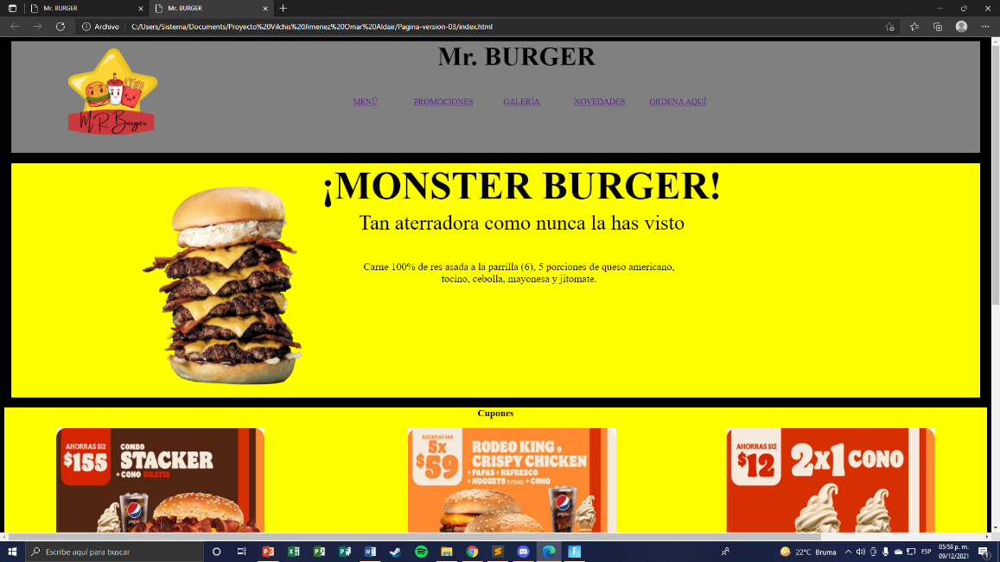 Mr. BURGER
Mr. BURGER
Archivo
C:/Users/Sistema/Documents/Proyecto%20Vilchis%20Jimenez%20Omar%20Aldair/Pagina-version-03/index.html
MR Burger
Mr. BURGER
MENÚ PROMOCIONES GALERÍA NOVEDADES ORDENA AQUÍ
¡MONSTER BURGER!
Tan aterradora como nunca la has visto
Carne 100% de res asada a la parrilla (6), 5 porciones de queso americano,
tocino, cebolla, mayonesa y jitomate.
Cupones
AHORRAS $12
$155
COMBO
STACKER
+ CONO GRATIS
pepsi
AHORRAS $48
5x
$59
RODEO KING o
CRISPY CHICKEN
+ PAPAS + REFRESCO
+ NUGGETS 5 PZAS. + CONO
pepsi
AHORRAS $12
$12
2x1 CONO
Escribe aquí para buscar
22°C Bruma
ESP
05:58 p. m.
09/12/2021
1